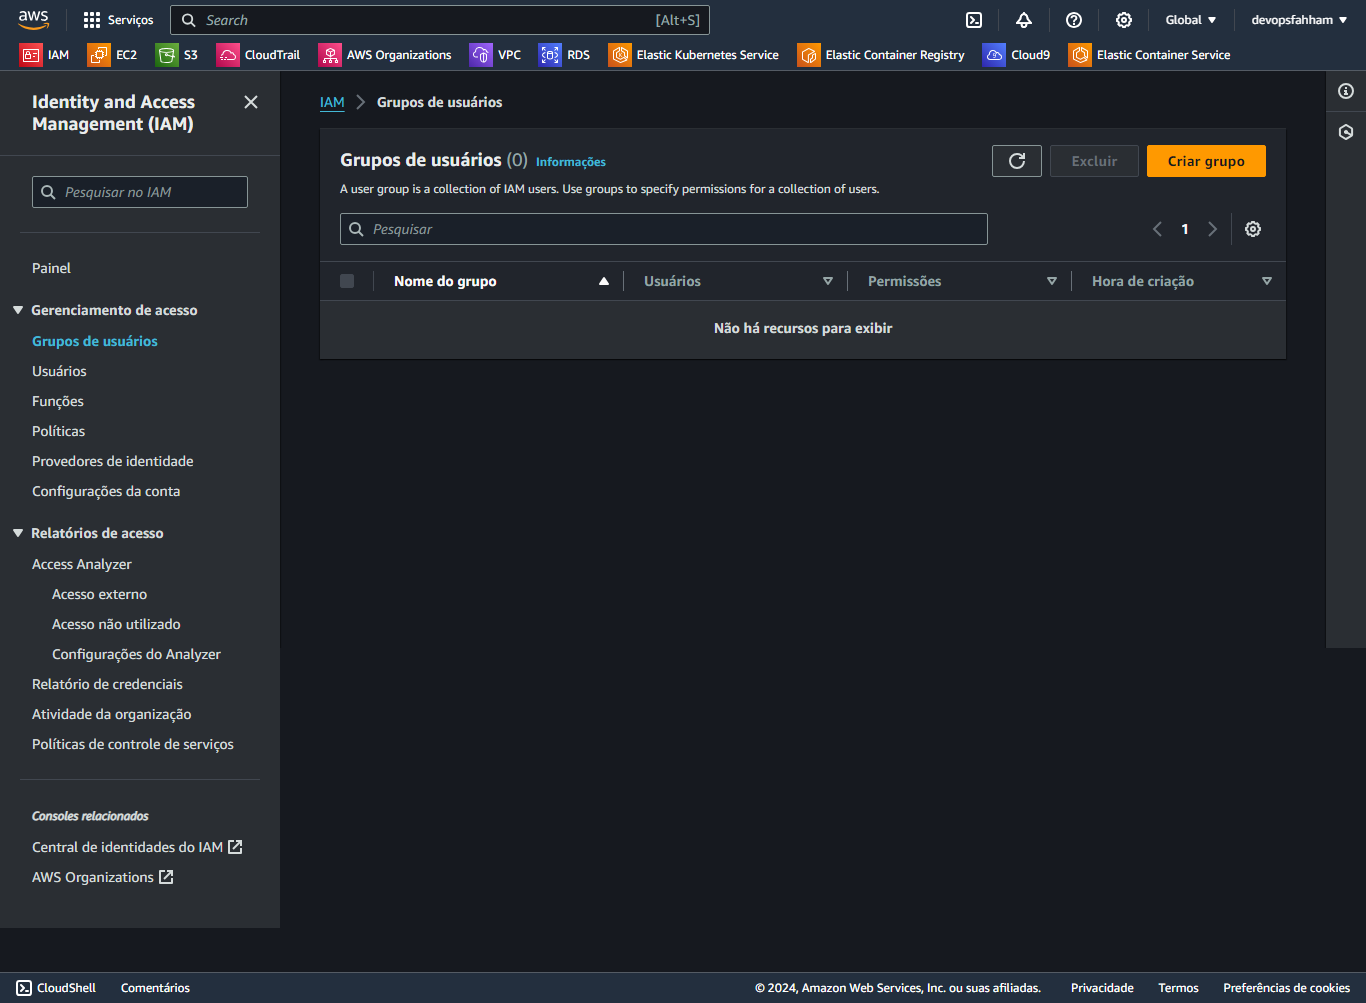 aws Serviços Search [Alt+S] Global devopsfahham
IAM EC2 S3 CloudTrail AWS Organizations VPC RDS Elastic Kubernetes Service Elastic Container Registry Cloud9 Elastic Container Service
Identity and Access
Management (IAM)
Pesquisar no IAM
Painel
Gerenciamento de acesso
Grupos de usuários
Usuários
Funções
Políticas
Provedores de identidade
Configurações da conta
Relatórios de acesso
Access Analyzer
Acesso externo
Acesso não utilizado
Configurações do Analyzer
Relatório de credenciais
Atividade da organização
Políticas de controle de serviços
Consoles relacionados
Central de identidades do IAM
AWS Organizations
IAM Grupos de usuários
Grupos de usuários (0) Informações Excluir Criar grupo
A user group is a collection of IAM users. Use groups to specify permissions for a collection of users.
Pesquisar 1
Nome do grupo Usuários Permissões Hora de criação
Não há recursos para exibir
CloudShell Comentários © 2024, Amazon Web Services, Inc. ou suas afiliadas. Privacidade Termos Preferências de cookies